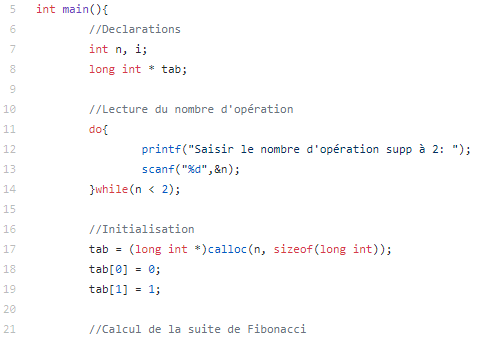 5 int main(){
6 //Declarations
7 int n, i;
8 long int * tab;
9
10 //Lecture du nombre d'opération
11 do{
12 printf("Saisir le nombre d'opération supp à 2: ");
13 scanf("%d",&n);
14 }while(n < 2);
15
16 //Initialisation
17 tab = (long int *)calloc(n, sizeof(long int));
18 tab[0] = 0;
19 tab[1] = 1;
20
21 //Calcul de la suite de Fibonacci